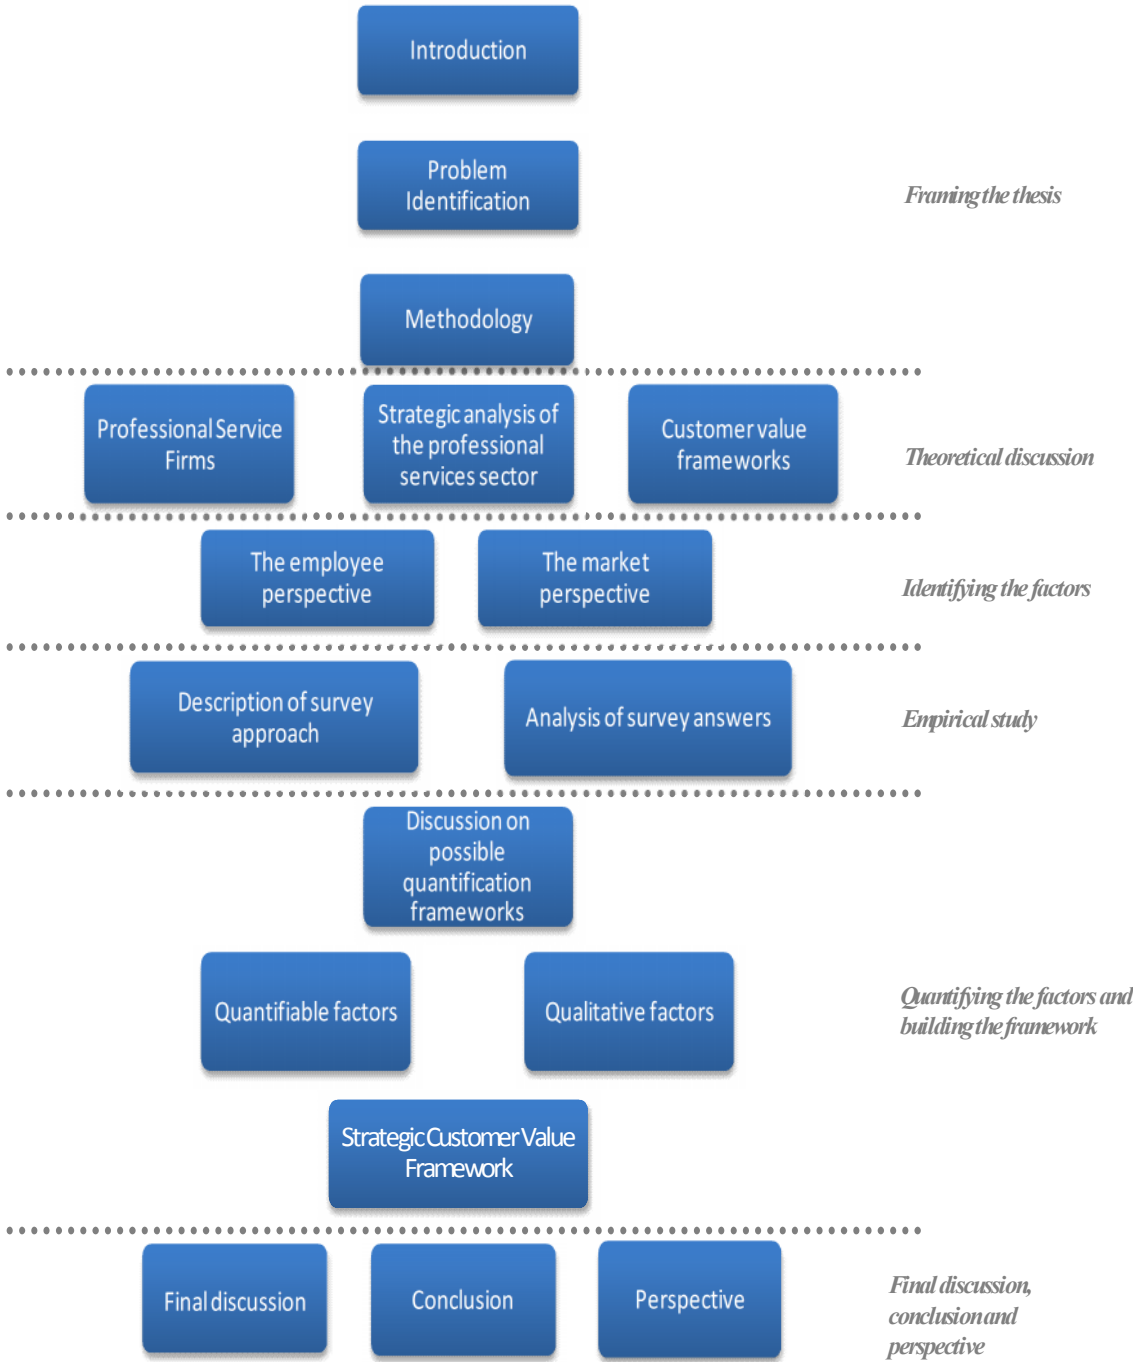 Introduction
Problem
Identification
Framing the thesis
Methodology
Professional Service
Firms
Strategic analysis of
the professional
services sector
Customer value
frameworks
Theoretical discussion
The employee
perspective
The market
perspective
Identifying the factors
Description of survey
approach
Analysis of survey answers
Empirical study
Discussion on
possible
quantification
frameworks
Quantifiable factors
Qualitative factors
Quantifying the factors and
building the framework
Strategic Customer Value
Framework
Final discussion
Conclusion
Perspective
Final discussion,
conclusion and
perspective